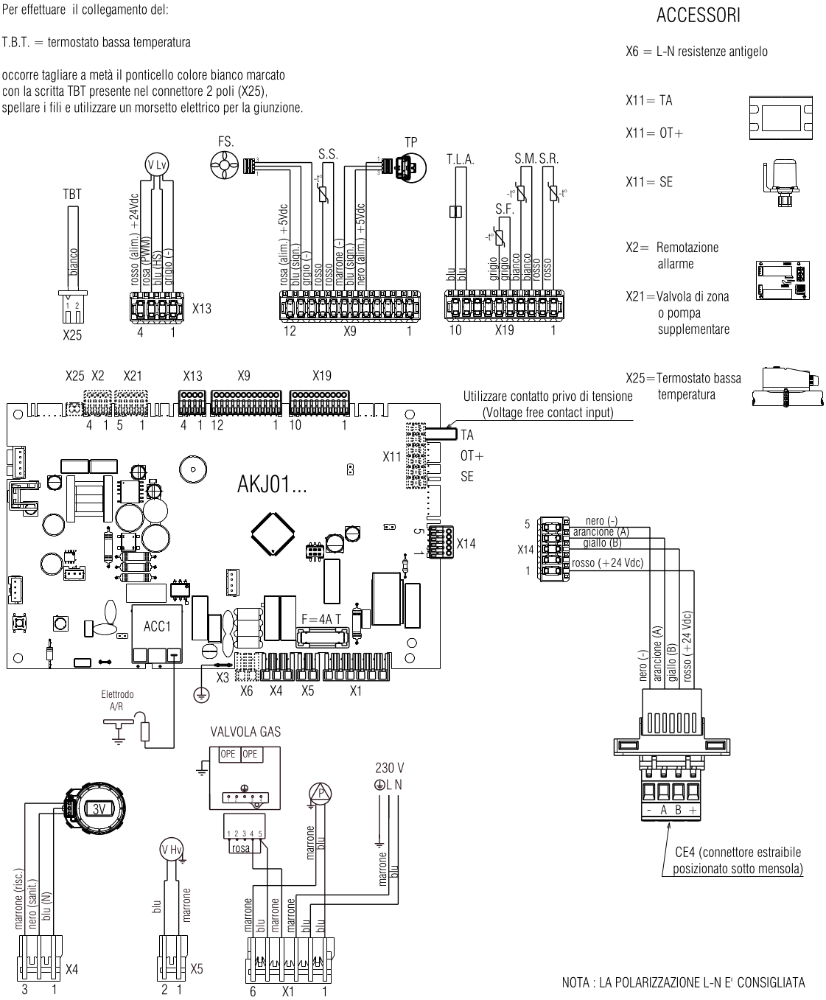 Per effettuare il collegamento del:
T.B.T. = termostato bassa temperatura
occorre tagliare a metà il ponticello colore bianco marcato
con la scritta TBT presente nel connettore 2 poli (X25),
spellare i fili e utilizzare un morsetto elettrico per la giunzione.
ACCESSORI
X6 = L-N resistenze antigelo
X11= TA
X11= OT+
X11= SE
X2= Remotazione
allarme
X21=Valvola di zona
o pompa
supplementare
X25=Termostato bassa
temperatura
TBT
bianco
1 2
X25
V Lv
rosso (alim.) +24Vdc
rosa (PWM)
blu (HS)
grigio (-)
X13
4 1
FS.
3
1
S.S.
-t°
1
3
TP
rosa (alim.) +5Vdc
blu (sign.)
grgio (-)
rosso
rosso
marrone (-)
blu (sign.)
nero (alim.) +5Vdc
12 X9 1
T.L.A.
S.F.
S.M. S.R.
-t°
-t°
-t°
blu
blu
grigio
grigio
bianco
bianco
rosso
rosso
10 X19 1
X25 X2 X21 X13 X9 X19
4 1 5 1 4 1 12 1 10 1
Utilizzare contatto privo di tensione
(Voltage free contact input)
X11
TA
OT+
SE
AKJ01...
5
1
X14
ACC1
F=4A T
X3 X6 X4 X5 X1
Elettrodo
A/R
5
X14
1
nero (-)
arancione (A)
giallo (B)
rosso (+24 Vdc)
nero (-)
arancione (A)
giallo (B)
rosso (+24 Vdc)
- A B +
CE4 (connettore estraibile
posizionato sotto mensola)
VALVOLA GAS
OPE OPE
1 2 3 4 5
rosa
P
230 V
L N
marrone
blu
marrone
blu
3V
marrone (risc.)
nero (sanit.)
blu (N)
X4
3 1
V Hv
blu
marrone
X5
2 1
marrone
blu
marrone
marrone
blu
blu
6 X1 1
NOTA : LA POLARIZZAZIONE L-N E' CONSIGLIATA